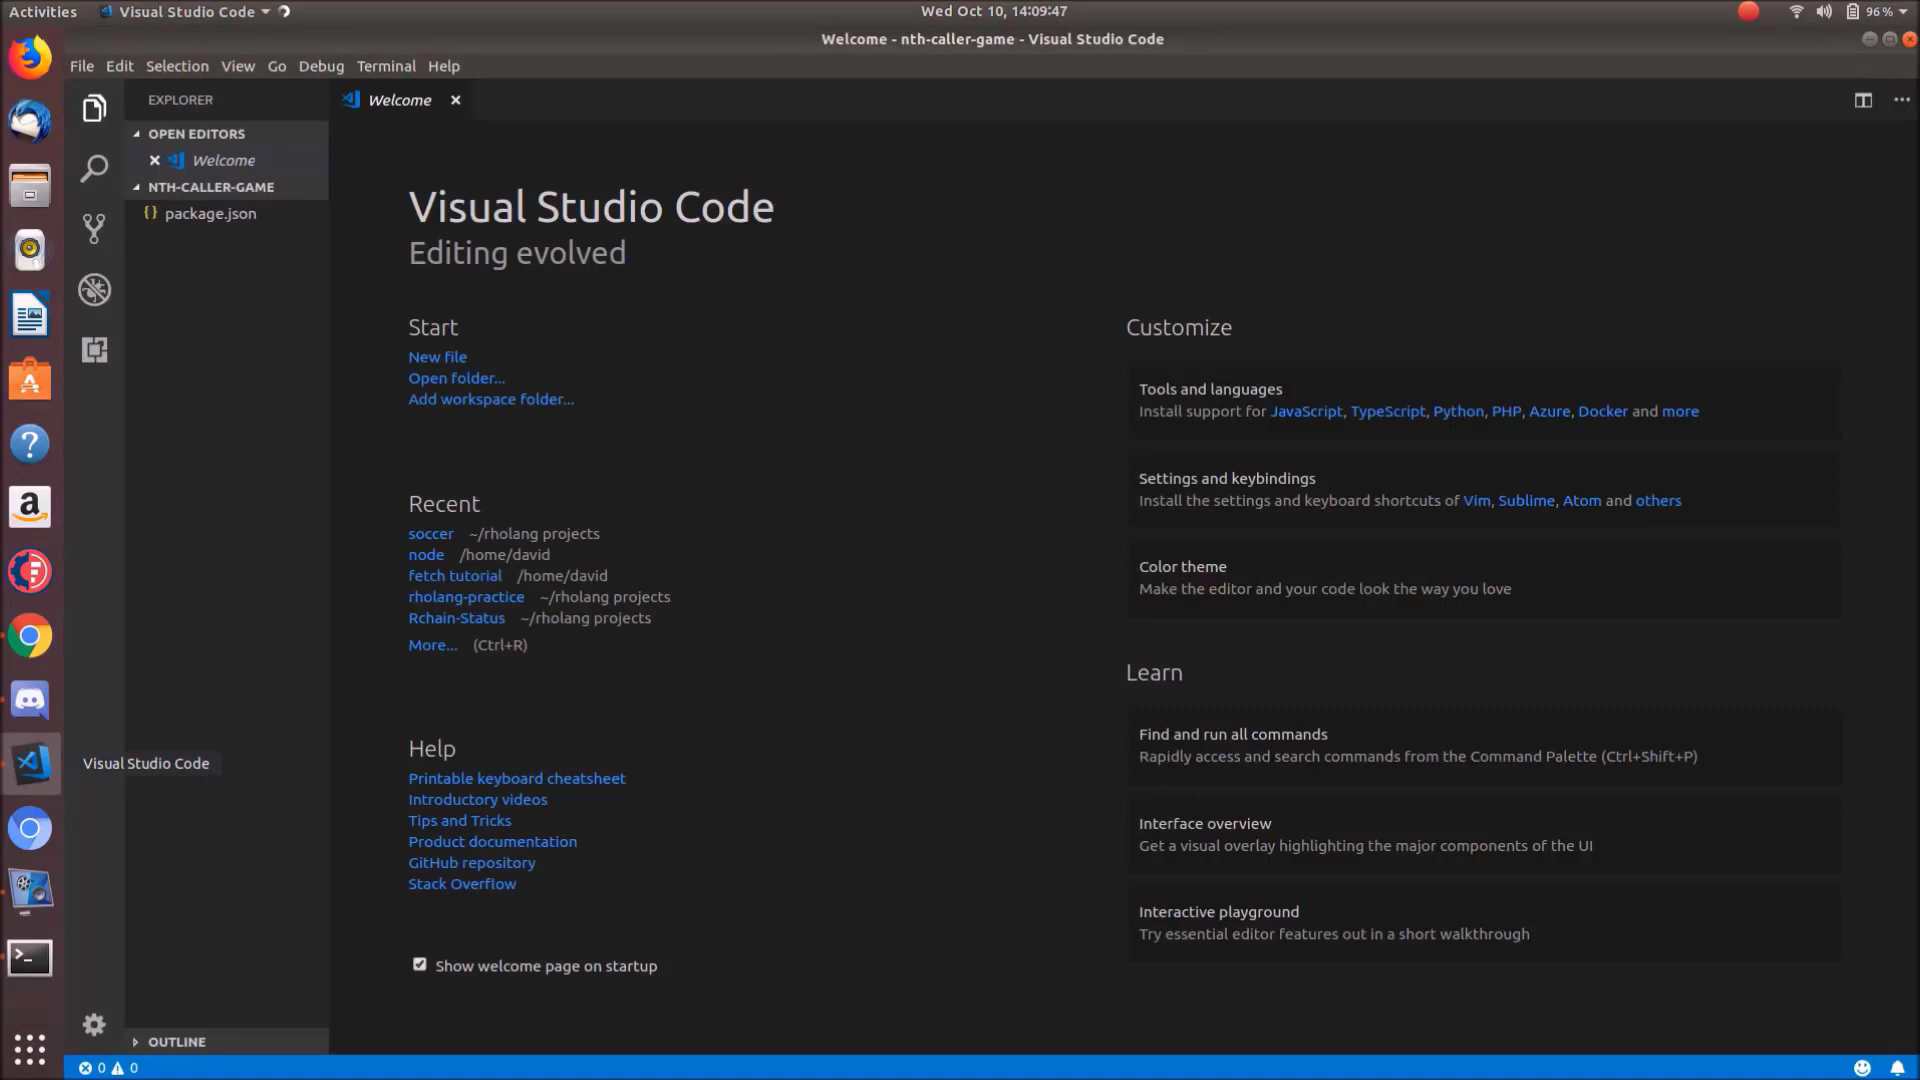 Activities
Visual Studio Code
Wed Oct 10, 14:09:47
96%
Welcome - nth-caller-game - Visual Studio Code
File Edit Selection View Go Debug Terminal Help
EXPLORER
OPEN EDITORS
Welcome
NTH-CALLER-GAME
{} package.json
Visual Studio Code
OUTLINE
Welcome
Visual Studio Code
Editing evolved
Start
New file
Open folder...
Add workspace folder...
Recent
soccer ~/rholang projects
node /home/david
fetch tutorial /home/david
rholang-practice ~/rholang projects
Rchain-Status ~/rholang projects
More... (Ctrl+R)
Help
Printable keyboard cheatsheet
Introductory videos
Tips and Tricks
Product documentation
GitHub repository
Stack Overflow
Show welcome page on startup
Customize
Tools and languages
Install support for JavaScript, TypeScript, Python, PHP, Azure, Docker and more
Settings and keybindings
Install the settings and keyboard shortcuts of Vim, Sublime, Atom and others
Color theme
Make the editor and your code look the way you love
Learn
Find and run all commands
Rapidly access and search commands from the Command Palette (Ctrl+Shift+P)
Interface overview
Get a visual overlay highlighting the major components of the UI
Interactive playground
Try essential editor features out in a short walkthrough
0 0